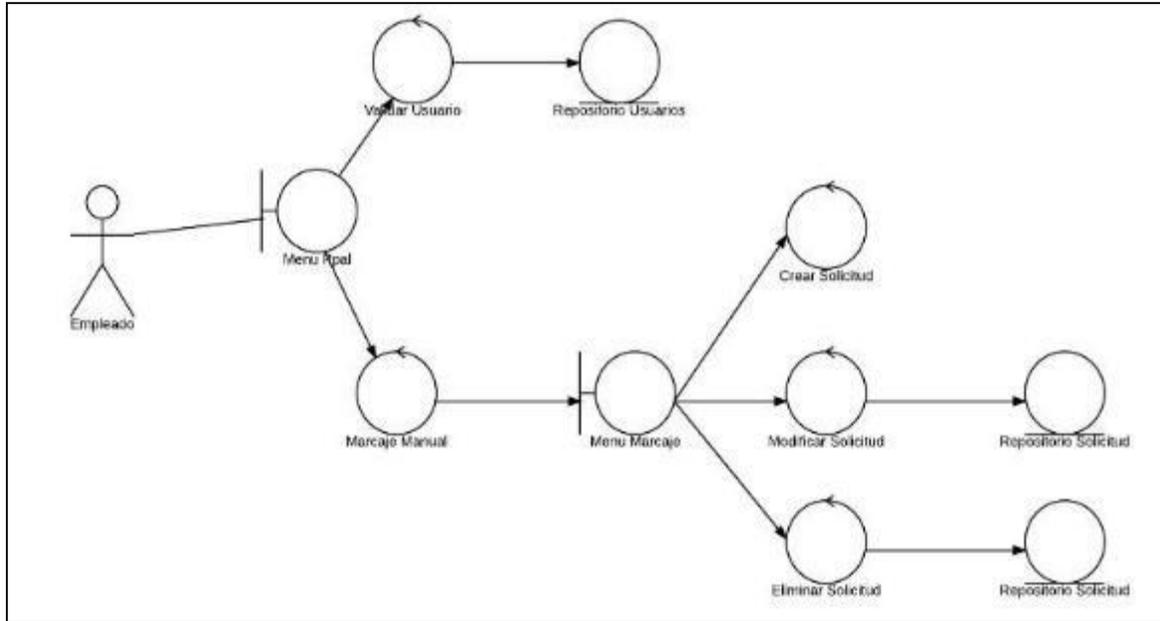 Validar Usuario
Repositorio Usuarios
Menu Ppal
Empleado
Crear Solicitud
Marcaje Manual
Menu Marcaje
Modificar Solicitud
Repositorio Solicitud
Eliminar Solicitud
Repositorio Solicitud